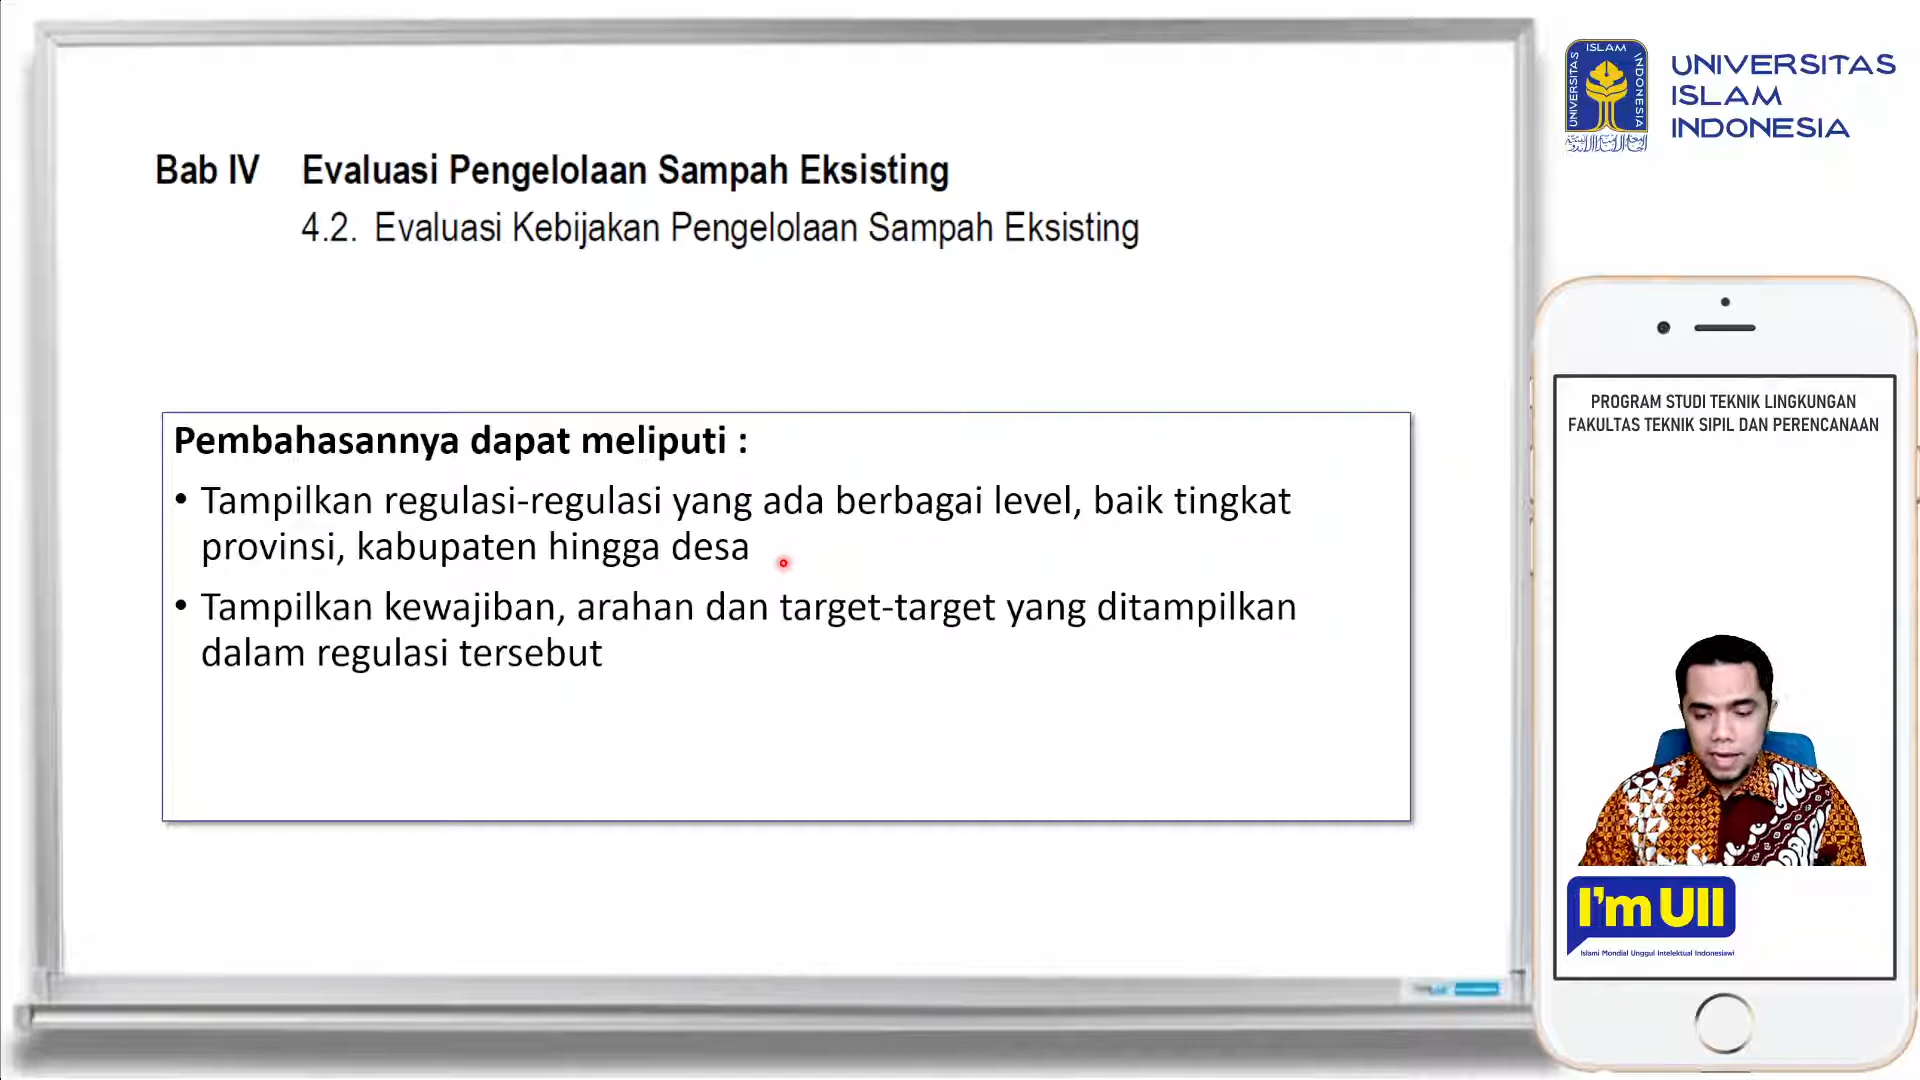 Bab IV Evaluasi Pengelolaan Sampah Eksisting
4.2. Evaluasi Kebijakan Pengelolaan Sampah Eksisting
Pembahasannya dapat meliputi :
• Tampilkan regulasi-regulasi yang ada berbagai level, baik tingkat
provinsi, kabupaten hingga desa
• Tampilkan kewajiban, arahan dan target-target yang ditampilkan
dalam regulasi tersebut
UNIVERSITAS ISLAM INDONESIA
UNIVERSITAS
ISLAM
INDONESIA
PROGRAM STUDI TEKNIK LINGKUNGAN
FAKULTAS TEKNIK SIPIL DAN PERENCANAAN
I'm UII
Islami Mondial Unggul Intelektual Indonesiawi